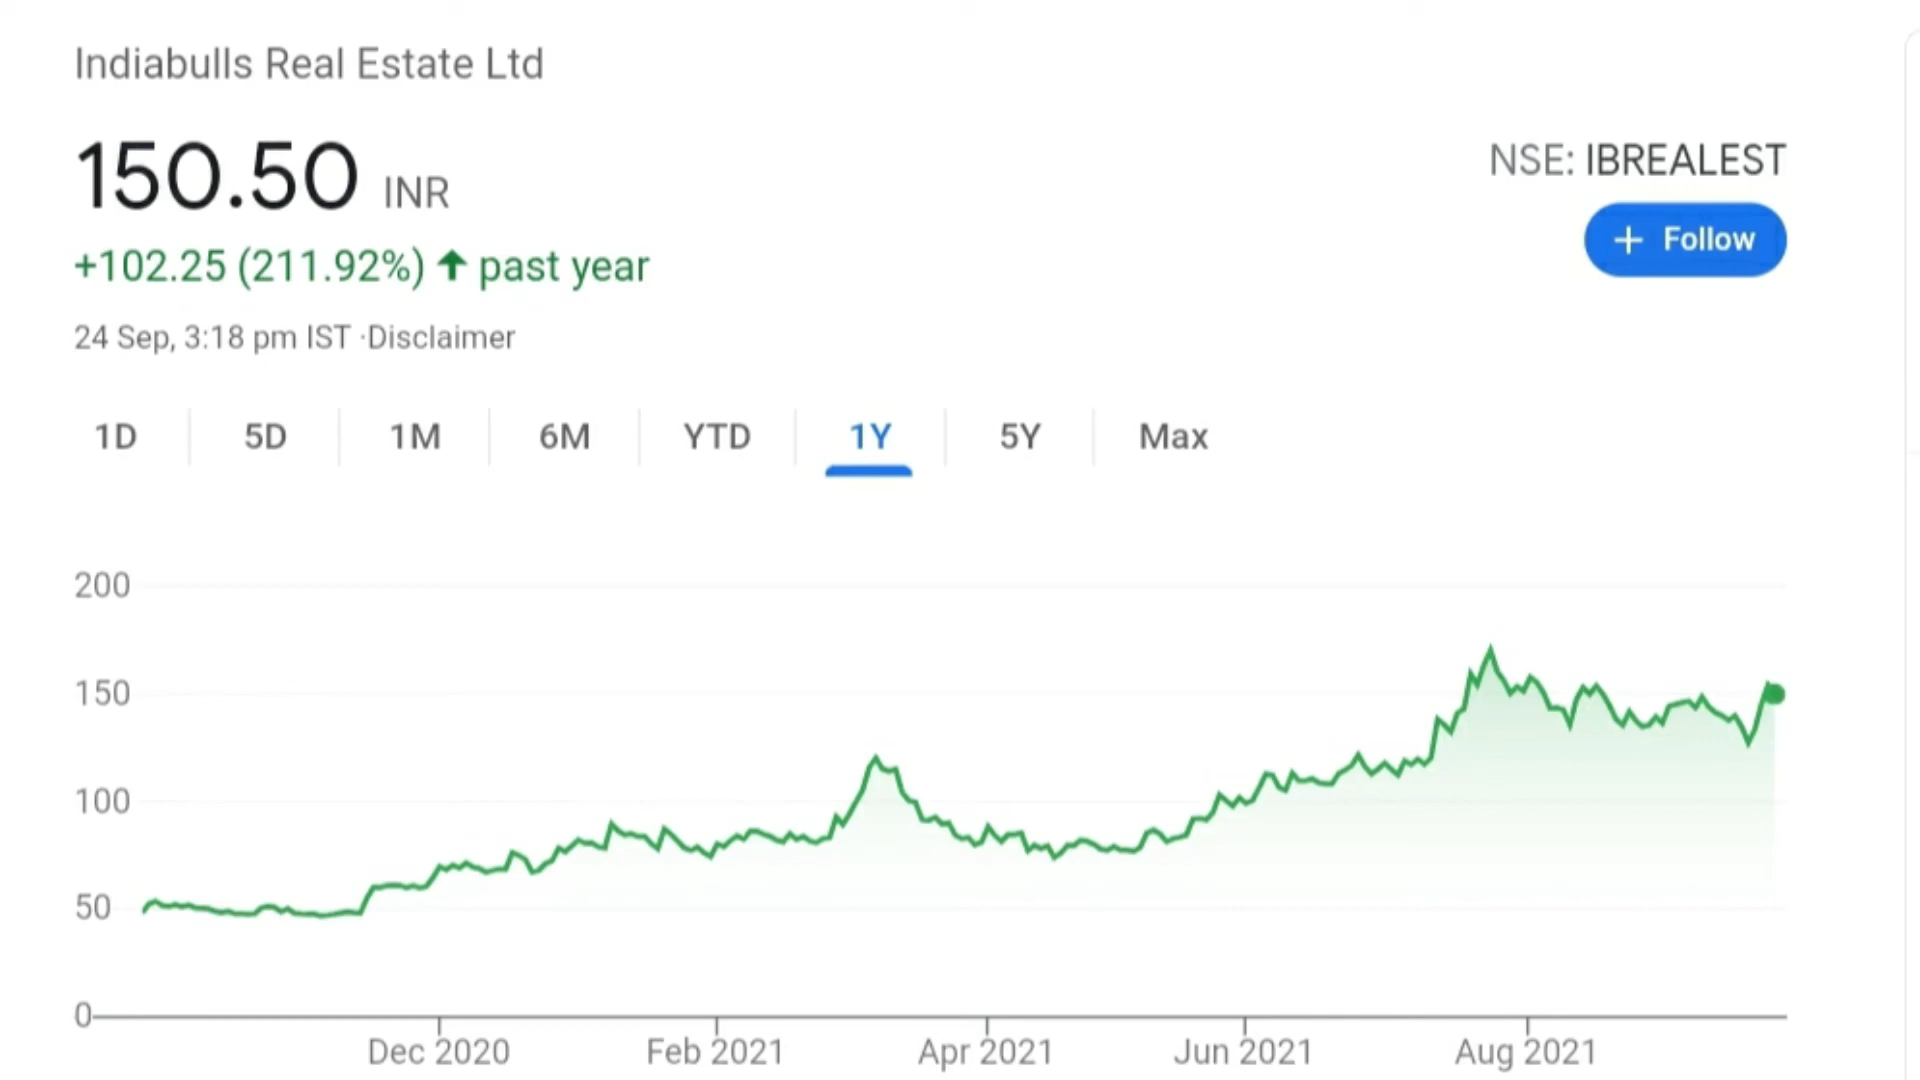 Indiabulls Real Estate Ltd
150.50 INR
NSE: IBREALEST
+ Follow
+102.25 (211.92%) ↑ past year
24 Sep, 3:18 pm IST ·Disclaimer
1D 5D 1M 6M YTD 1Y 5Y Max
200
150
100
50
0
Dec 2020 Feb 2021 Apr 2021 Jun 2021 Aug 2021